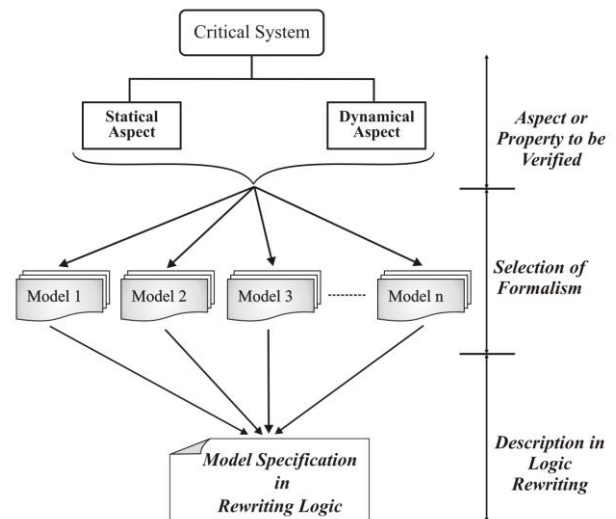 Critical System
Statical
Aspect
Dynamical
Aspect
Aspect or
Property to be
Verified
Model 1
Model 2
Model 3
Model n
Selection of
Formalism
Model Specification
in
Rewriting Logic
Description in
Logic
Rewriting